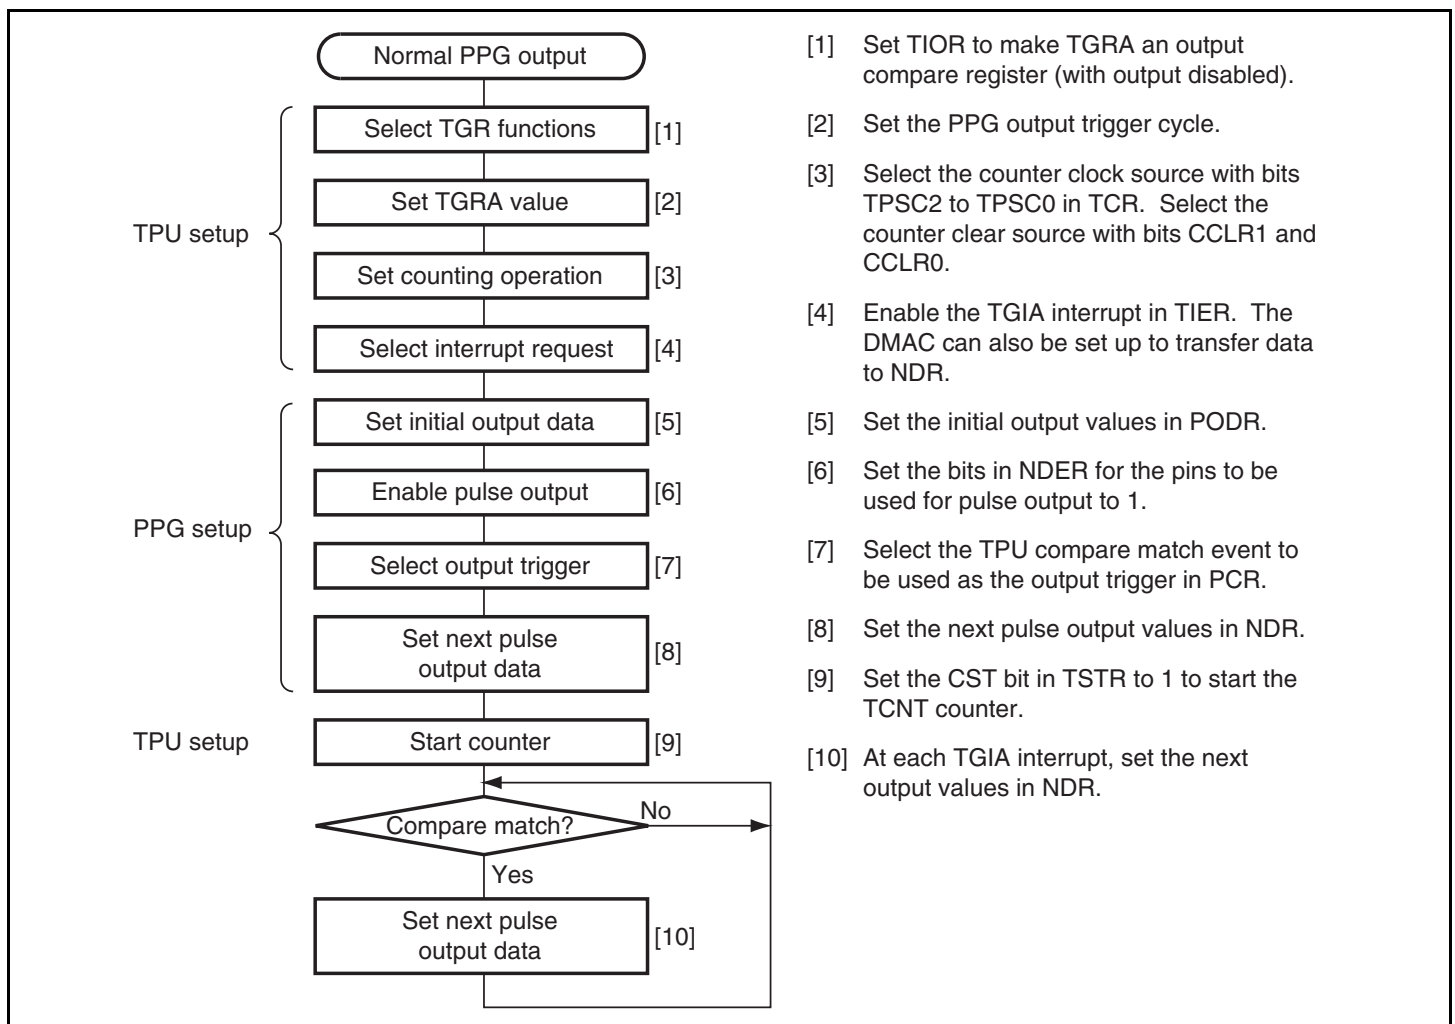 Normal PPG output
Select TGR functions [1]
Set TGRA value [2]
TPU setup
Set counting operation [3]
Select interrupt request [4]
Set initial output data [5]
Enable pulse output [6]
PPG setup
Select output trigger [7]
Set next pulse
output data
[8]
TPU setup
Start counter [9]
Compare match?
No
Yes
Set next pulse
output data
[10]
[1] Set TIOR to make TGRA an output
compare register (with output disabled).
[2] Set the PPG output trigger cycle.
[3] Select the counter clock source with bits
TPSC2 to TPSC0 in TCR. Select the
counter clear source with bits CCLR1 and
CCLR0.
[4] Enable the TGIA interrupt in TIER. The
DMAC can also be set up to transfer data
to NDR.
[5] Set the initial output values in PODR.
[6] Set the bits in NDER for the pins to be
used for pulse output to 1.
[7] Select the TPU compare match event to
be used as the output trigger in PCR.
[8] Set the next pulse output values in NDR.
[9] Set the CST bit in TSTR to 1 to start the
TCNT counter.
[10] At each TGIA interrupt, set the next
output values in NDR.